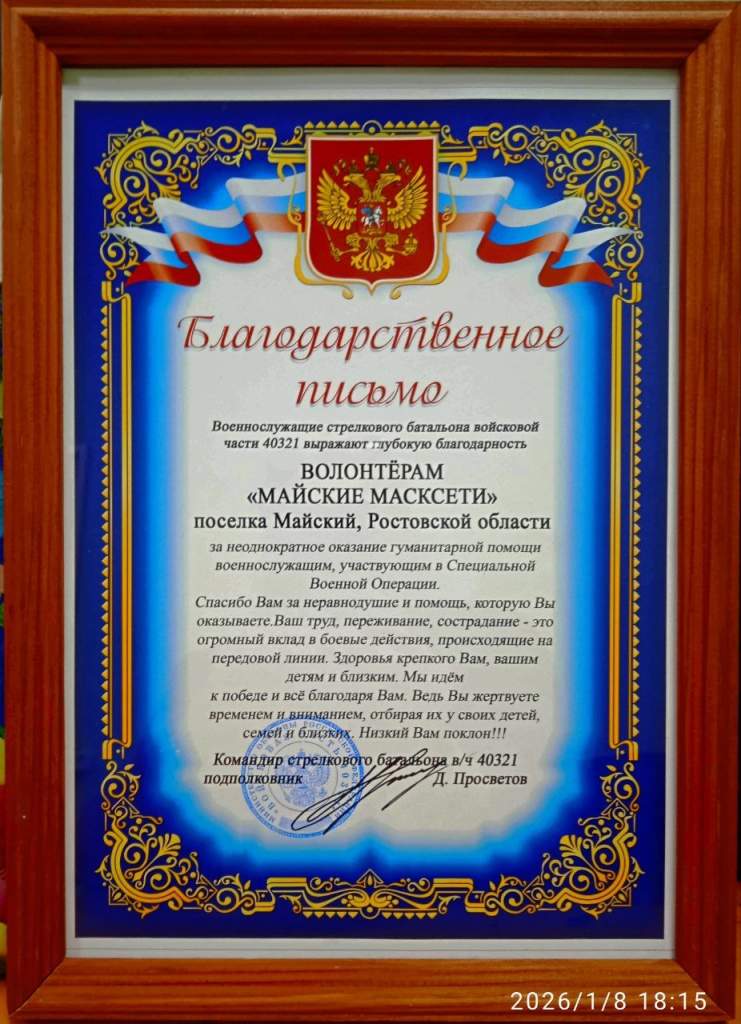 Благодарственное
письмо
Военнослужащие стрелкового батальона войсковой
части 40321 выражают глубокую благодарность
ВОЛОНТЁРАМ
«МАЙСКИЕ МАСКСЕТИ»
поселка Майский, Ростовской области
за неоднократное оказание гуманитарной помощи
военнослужащим, участвующим в Специальной
Военной Операции.
Спасибо Вам за неравнодушие и помощь, которую Вы
оказываете.Ваш труд, переживание, сострадание - это
огромный вклад в боевые действия, происходящие на
передовой линии. Здоровья крепкого Вам, вашим
детям и близким. Мы идём
к победе и всё благодаря Вам. Ведь Вы жертвуете
временем и вниманием, отбирая их у своих детей,
семей и близких. Низкий Вам поклон!!!
Командир стрелкового батальона в/ч 40321
подполковник Д. Просветов
2026/1/8 18:15